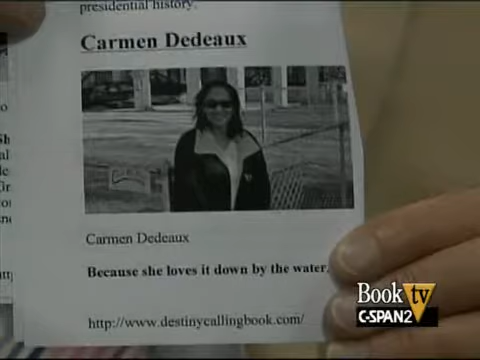 presidential history.
Carmen Dedeaux
Carmen Dedeaux
Because she loves it down by the water.
http://www.destinycallingbook.com/
Book tv
C-SPAN2